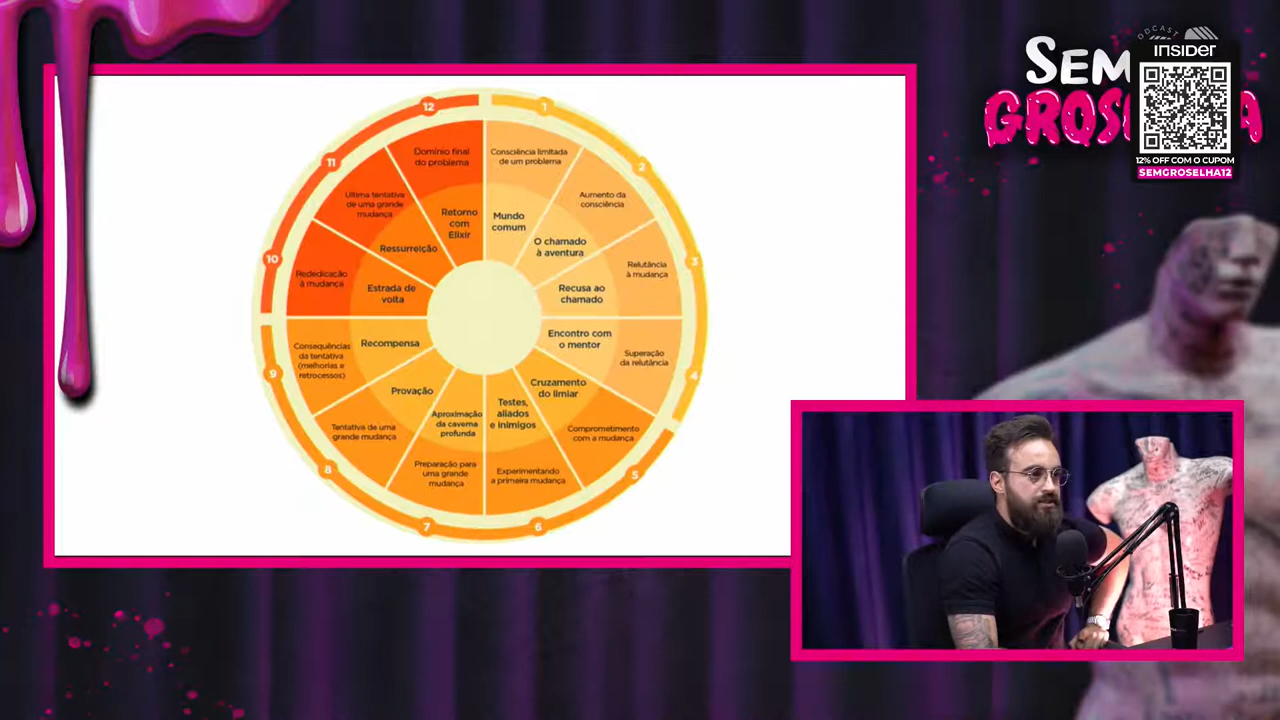 12
1
11
2
10
3
9
4
8
5
7
6
Domínio final
do problema
Consciência limitada
de um problema
Última tentativa
de uma grande
mudança
Aumento da
consciência
Retorno
com
Elixir
Mundo
comum
Ressurreição
O chamado
à aventura
Rededicação
à mudança
Relutância
à mudança
Estrada de
volta
Recusa ao
chamado
Consequências
da tentativa
(melhorias e
retrocessos)
Recompensa
Encontro com
o mentor
Superação
da relutância
Provação
Cruzamento
do limiar
Aproximação
da caverna
profunda
Testes,
aliados
e inimigos
Tentativa de uma
grande mudança
Comprometimento
com a mudança
Preparação para
uma grande
mudança
Experimentando
a primeira mudança
SEM
GROS
A
INSIDER
12% OFF COM O CUPOM
SEMGROSELHA12